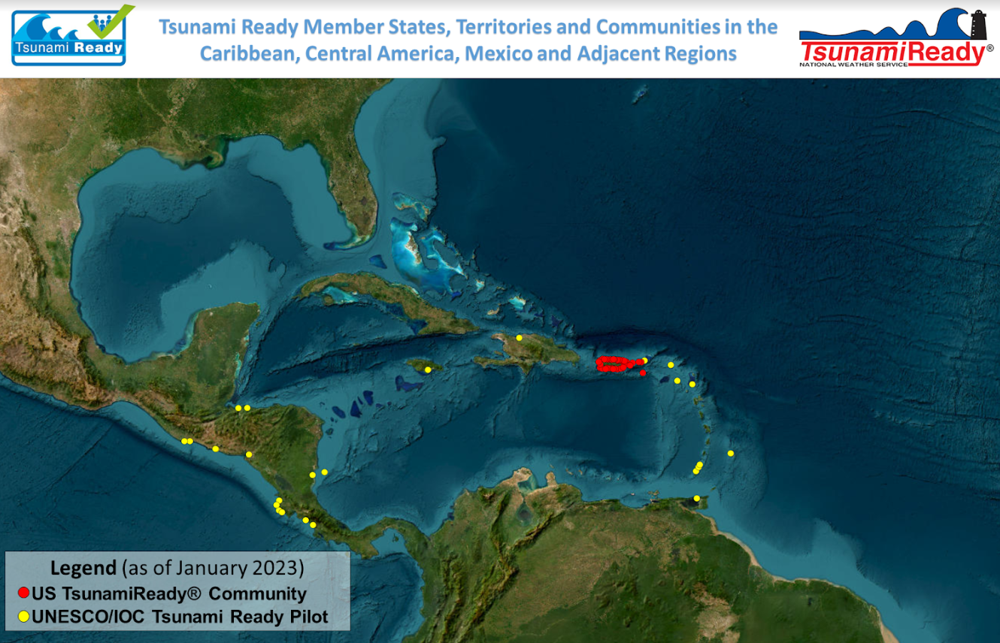 Tsunami Ready
Tsunami Ready Member States, Territories and Communities in the
Caribbean, Central America, Mexico and Adjacent Regions
TsunamiReady®
NATIONAL WEATHER SERVICE
Legend (as of January 2023)
US TsunamiReady® Community
UNESCO/IOC Tsunami Ready Pilot